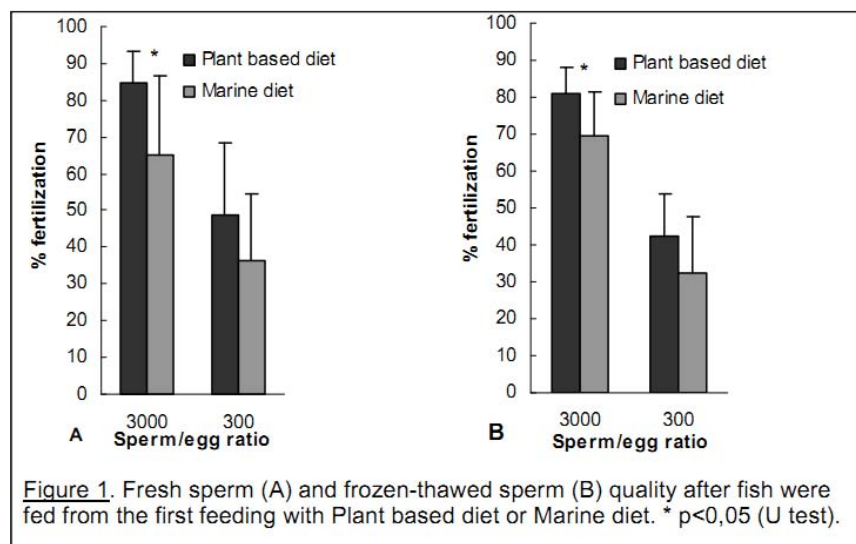 100
90
80
70
60
50
40
30
20
10
0
% fertilization
*
Plant based diet
Marine diet
3000
300
A
Sperm/egg ratio
100
90
80
70
60
50
40
30
20
10
0
% fertilization
*
Plant based diet
Marine diet
3000
300
B
Sperm/egg ratio
Figure 1. Fresh sperm (A) and frozen-thawed sperm (B) quality after fish were
fed from the first feeding with Plant based diet or Marine diet. * p<0,05 (U test).